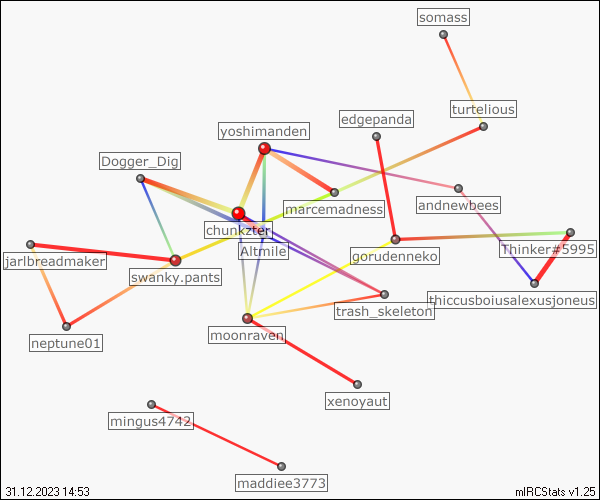 somass
turtelious
edgepanda
yoshimanden
Dogger_Dig
marcemadness
andnewbees
chunkzter
Altmile
Thinker#5995
gorudenneko
jarlbreadmaker
swanky.pants
thiccusboiusalexusjoneus
trash_skeleton
moonraven
neptune01
xenoyaut
mingus4742
maddiee3773
31.12.2023 14:53
mIRCStats v1.25